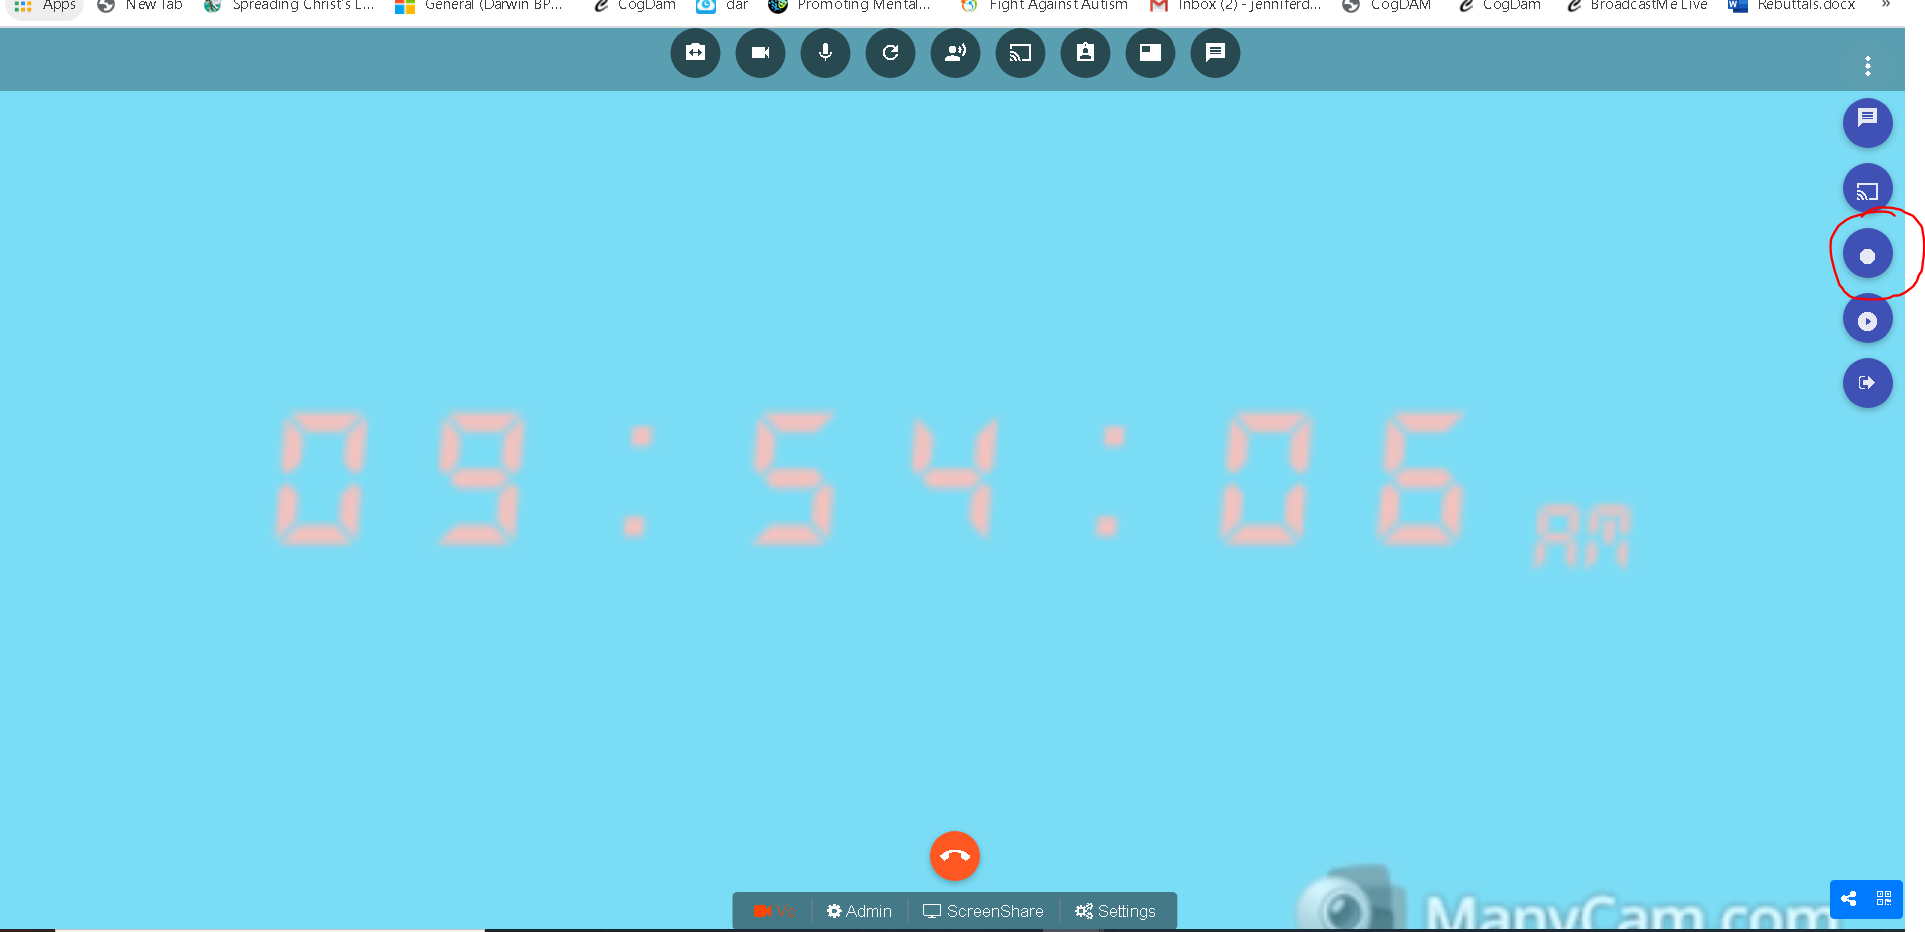 Apps New Tab Spreading Christ's L... General (Darwin BP... CogDam dar Promoting Mental... Fight Against Autism Inbox (2) - jenniferd... CogDAM CogDam BroadcastMe Live Rebuttals.docx »
09:54:06 AM
ManyCam.com
Admin ScreenShare Settings